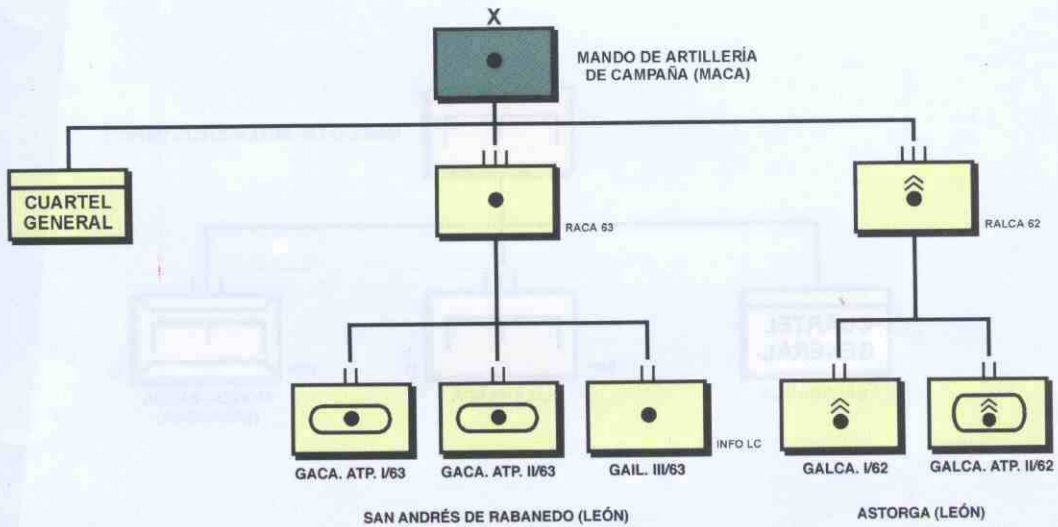 X
MANDO DE ARTILLERÍA
DE CAMPAÑA (MACA)
CUARTEL
GENERAL
RACA 63
RALCA 62
INFO LC
GACA. ATP. I/63
GACA. ATP. II/63
GAIL. III/63
GALCA. I/62
GALCA. ATP. II/62
SAN ANDRÉS DE RABANEDO (LEÓN)
ASTORGA (LEÓN)